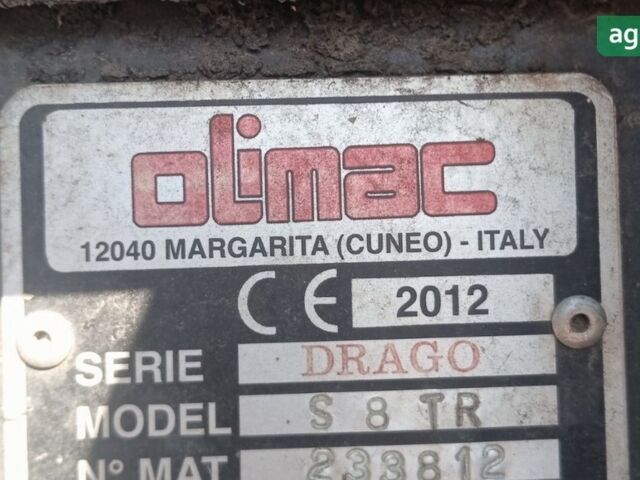 ag
olimac
12040 MARGARITA (CUNEO) - ITALY
CE 2012
SERIE DRAGO
MODEL S 8 TR
N° MAT 233812